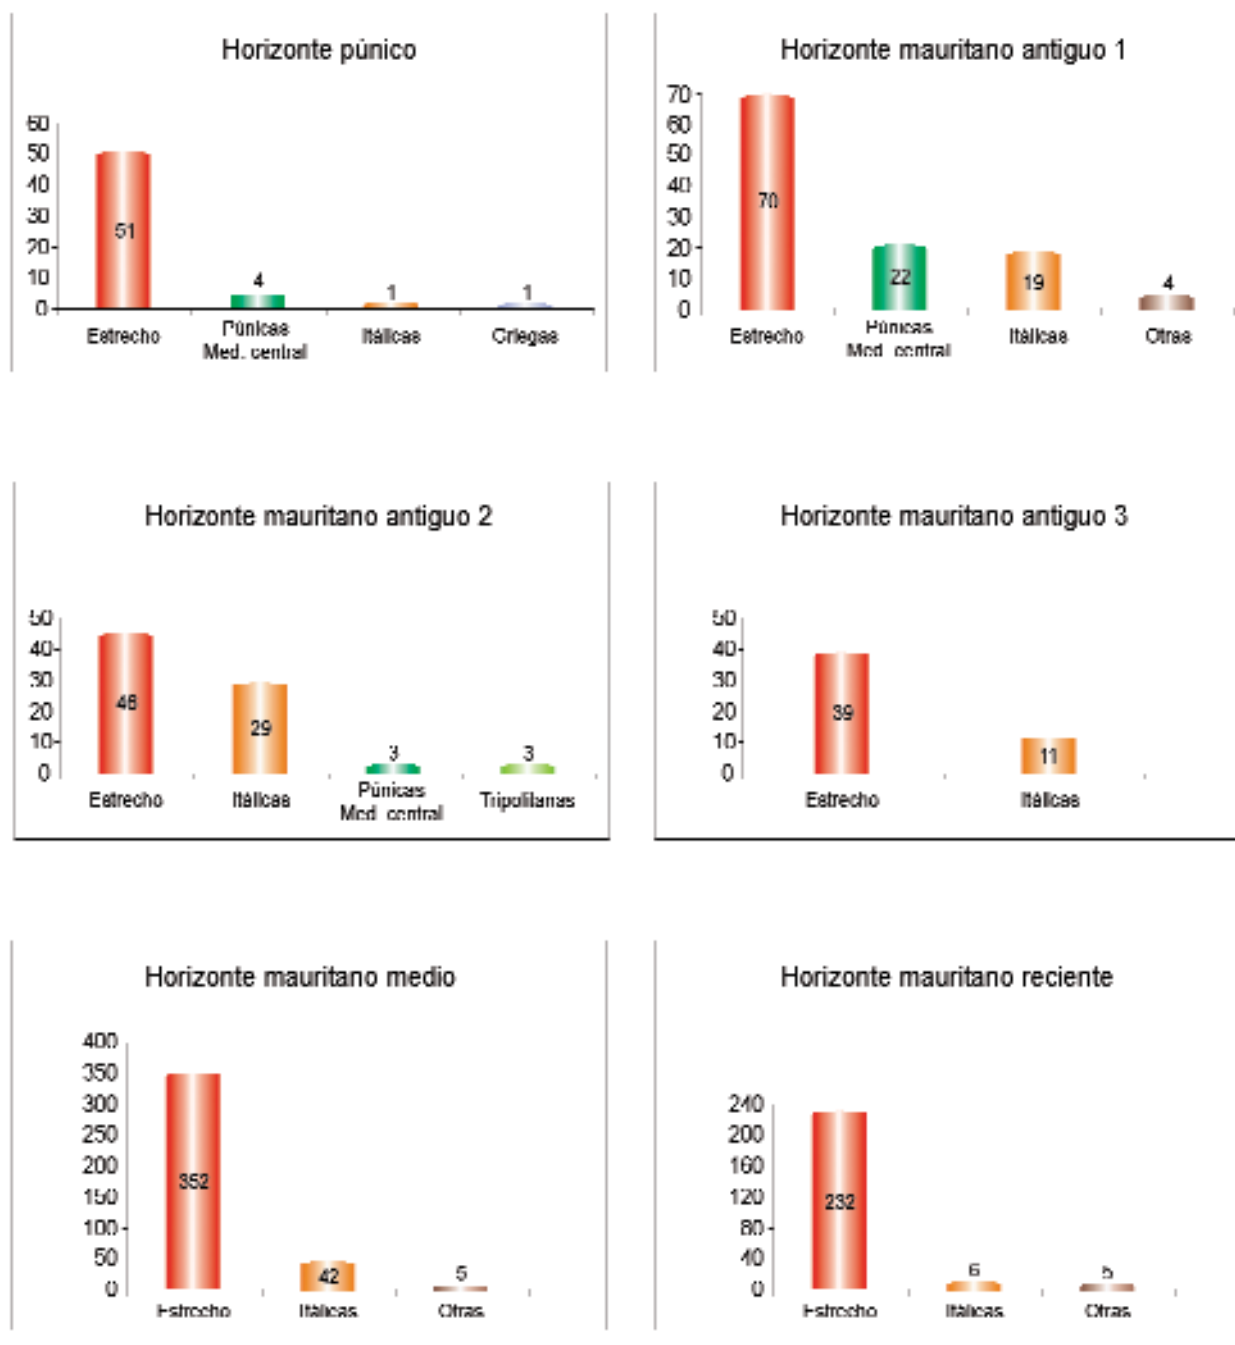 Horizonte púnico
60
50
40
30
20
10
0
51
4
1
1
Estrecho
Púnicas
Med. central
Itálicas
Griegas
Horizonte mauritano antiguo 1
70
60
50
40
30
20
10
0
70
22
19
4
Estrecho
Púnicas
Med. central
Itálicas
Otras
Horizonte mauritano antiguo 2
50
40
30
20
10
0
46
29
3
3
Estrecho
Itálicas
Púnicas
Med. central
Tripolitanas
Horizonte mauritano antiguo 3
50
40
30
20
10
0
39
11
Estrecho
Itálicas
Horizonte mauritano medio
400
350
300
250
200
150
100
50
0
352
42
5
Estrecho
Itálicas
Otras
Horizonte mauritano reciente
240
200
160
120
80
40
0
232
6
5
Estrecho
Itálicas
Otras